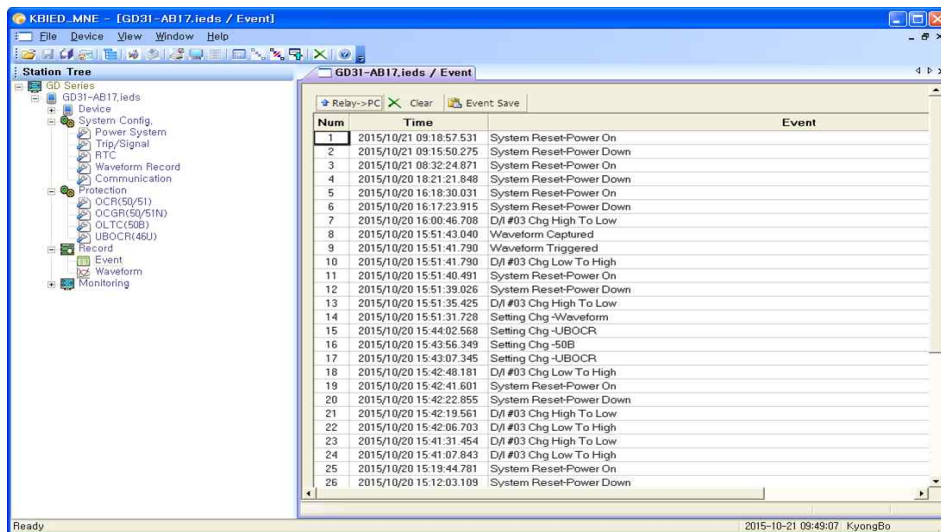 KBIED_MNE - [GD31-AB17.ieds / Event]
File Device View Window Help
Station Tree
GD Series
GD31-AB17.ieds
Device
System Config.
Power System
Trip/Signal
RTC
Waveform Record
Communication
Protection
OCR(50/51)
OCGR(50/51N)
OLTC(50B)
UBOCR(46U)
Record
Event
Waveform
Monitoring
GD31-AB17.ieds / Event
Relay->PC Clear Event Save
Num Time Event
1 2015/10/21 09:18:57.531 System Reset-Power On
2 2015/10/21 09:15:50.275 System Reset-Power Down
3 2015/10/21 08:32:24.871 System Reset-Power On
4 2015/10/20 18:21:21.848 System Reset-Power Down
5 2015/10/20 16:18:30.031 System Reset-Power On
6 2015/10/20 16:17:23.915 System Reset-Power Down
7 2015/10/20 16:00:46.708 D/I #03 Chg High To Low
8 2015/10/20 15:51:43.040 Waveform Captured
9 2015/10/20 15:51:41.790 Waveform Triggered
10 2015/10/20 15:51:41.790 D/I #03 Chg Low To High
11 2015/10/20 15:51:40.491 System Reset-Power On
12 2015/10/20 15:51:39.026 System Reset-Power Down
13 2015/10/20 15:51:35.425 D/I #03 Chg High To Low
14 2015/10/20 15:51:31.728 Setting Chg -Waveform
15 2015/10/20 15:44:02.568 Setting Chg -UBOCR
16 2015/10/20 15:43:56.349 Setting Chg -50B
17 2015/10/20 15:43:07.345 Setting Chg -UBOCR
18 2015/10/20 15:42:48.181 D/I #03 Chg Low To High
19 2015/10/20 15:42:41.601 System Reset-Power On
20 2015/10/20 15:42:22.855 System Reset-Power Down
21 2015/10/20 15:42:19.561 D/I #03 Chg High To Low
22 2015/10/20 15:42:06.703 D/I #03 Chg Low To High
23 2015/10/20 15:41:31.454 D/I #03 Chg High To Low
24 2015/10/20 15:41:07.843 D/I #03 Chg Low To High
25 2015/10/20 15:19:44.781 System Reset-Power On
26 2015/10/20 15:12:03.109 System Reset-Power Down
Ready 2015-10-21 09:49:07 KyongBo